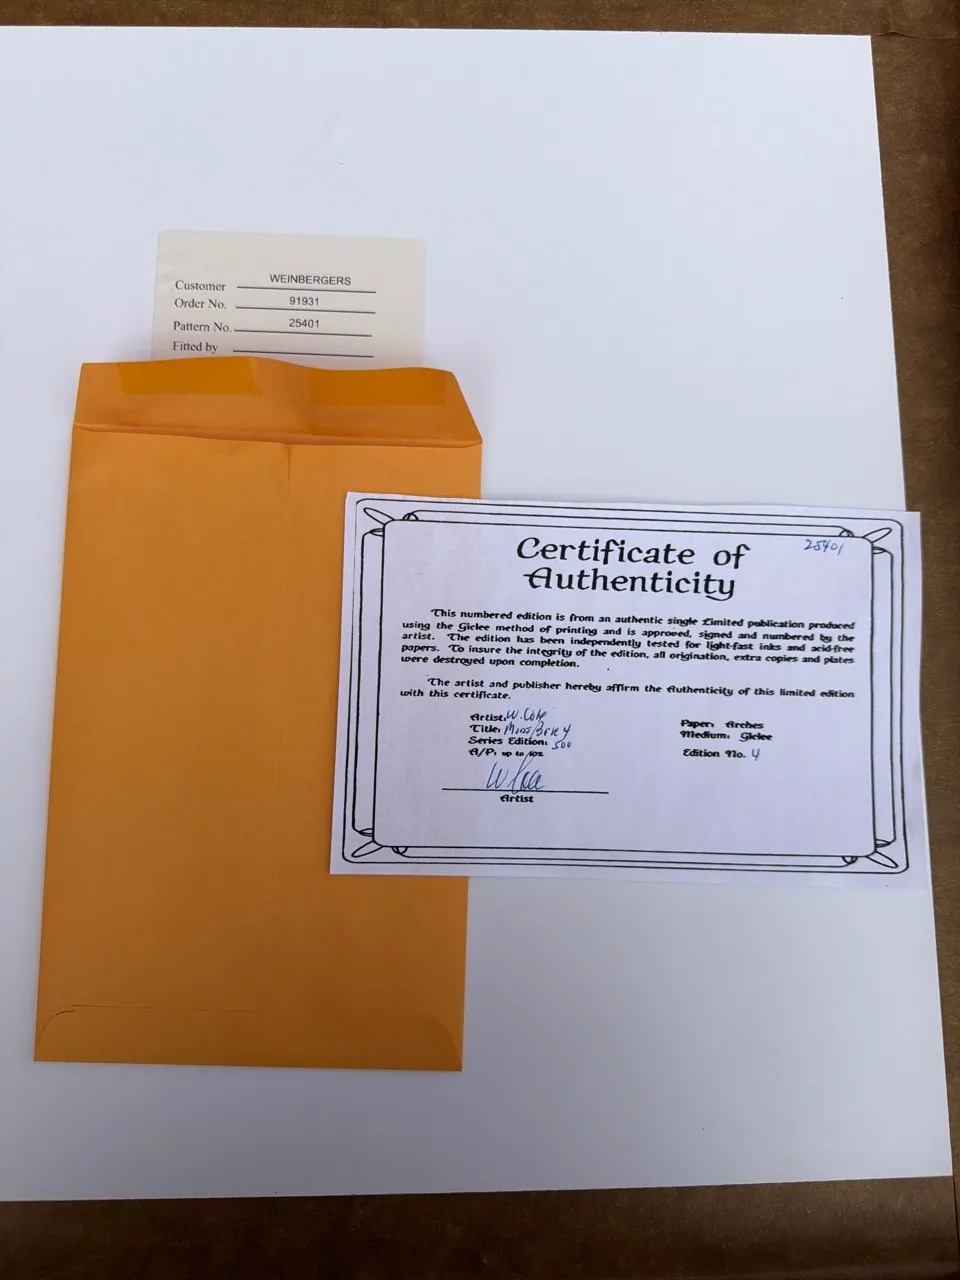 Customer WEINBERGERS
Order No. 91931
Pattern No. 25401
Fitted by
25401
Certificate of
Authenticity
This numbered edition is from an authentic single Limited publication produced
using the Giclee method of printing and is approved, signed and numbered by the
artist. The edition has been independently tested for light-fast inks and acid-free
papers. To insure the integrity of the edition, all origination, extra copies and plates
were destroyed upon completion.
The artist and publisher hereby affirm the Authenticity of this limited edition
with this certificate.
Artist:
Title:
Series Edition: 500
A/P: up to 10%
Artist
Paper: Arches
Medium: Giclee
Edition No. 4